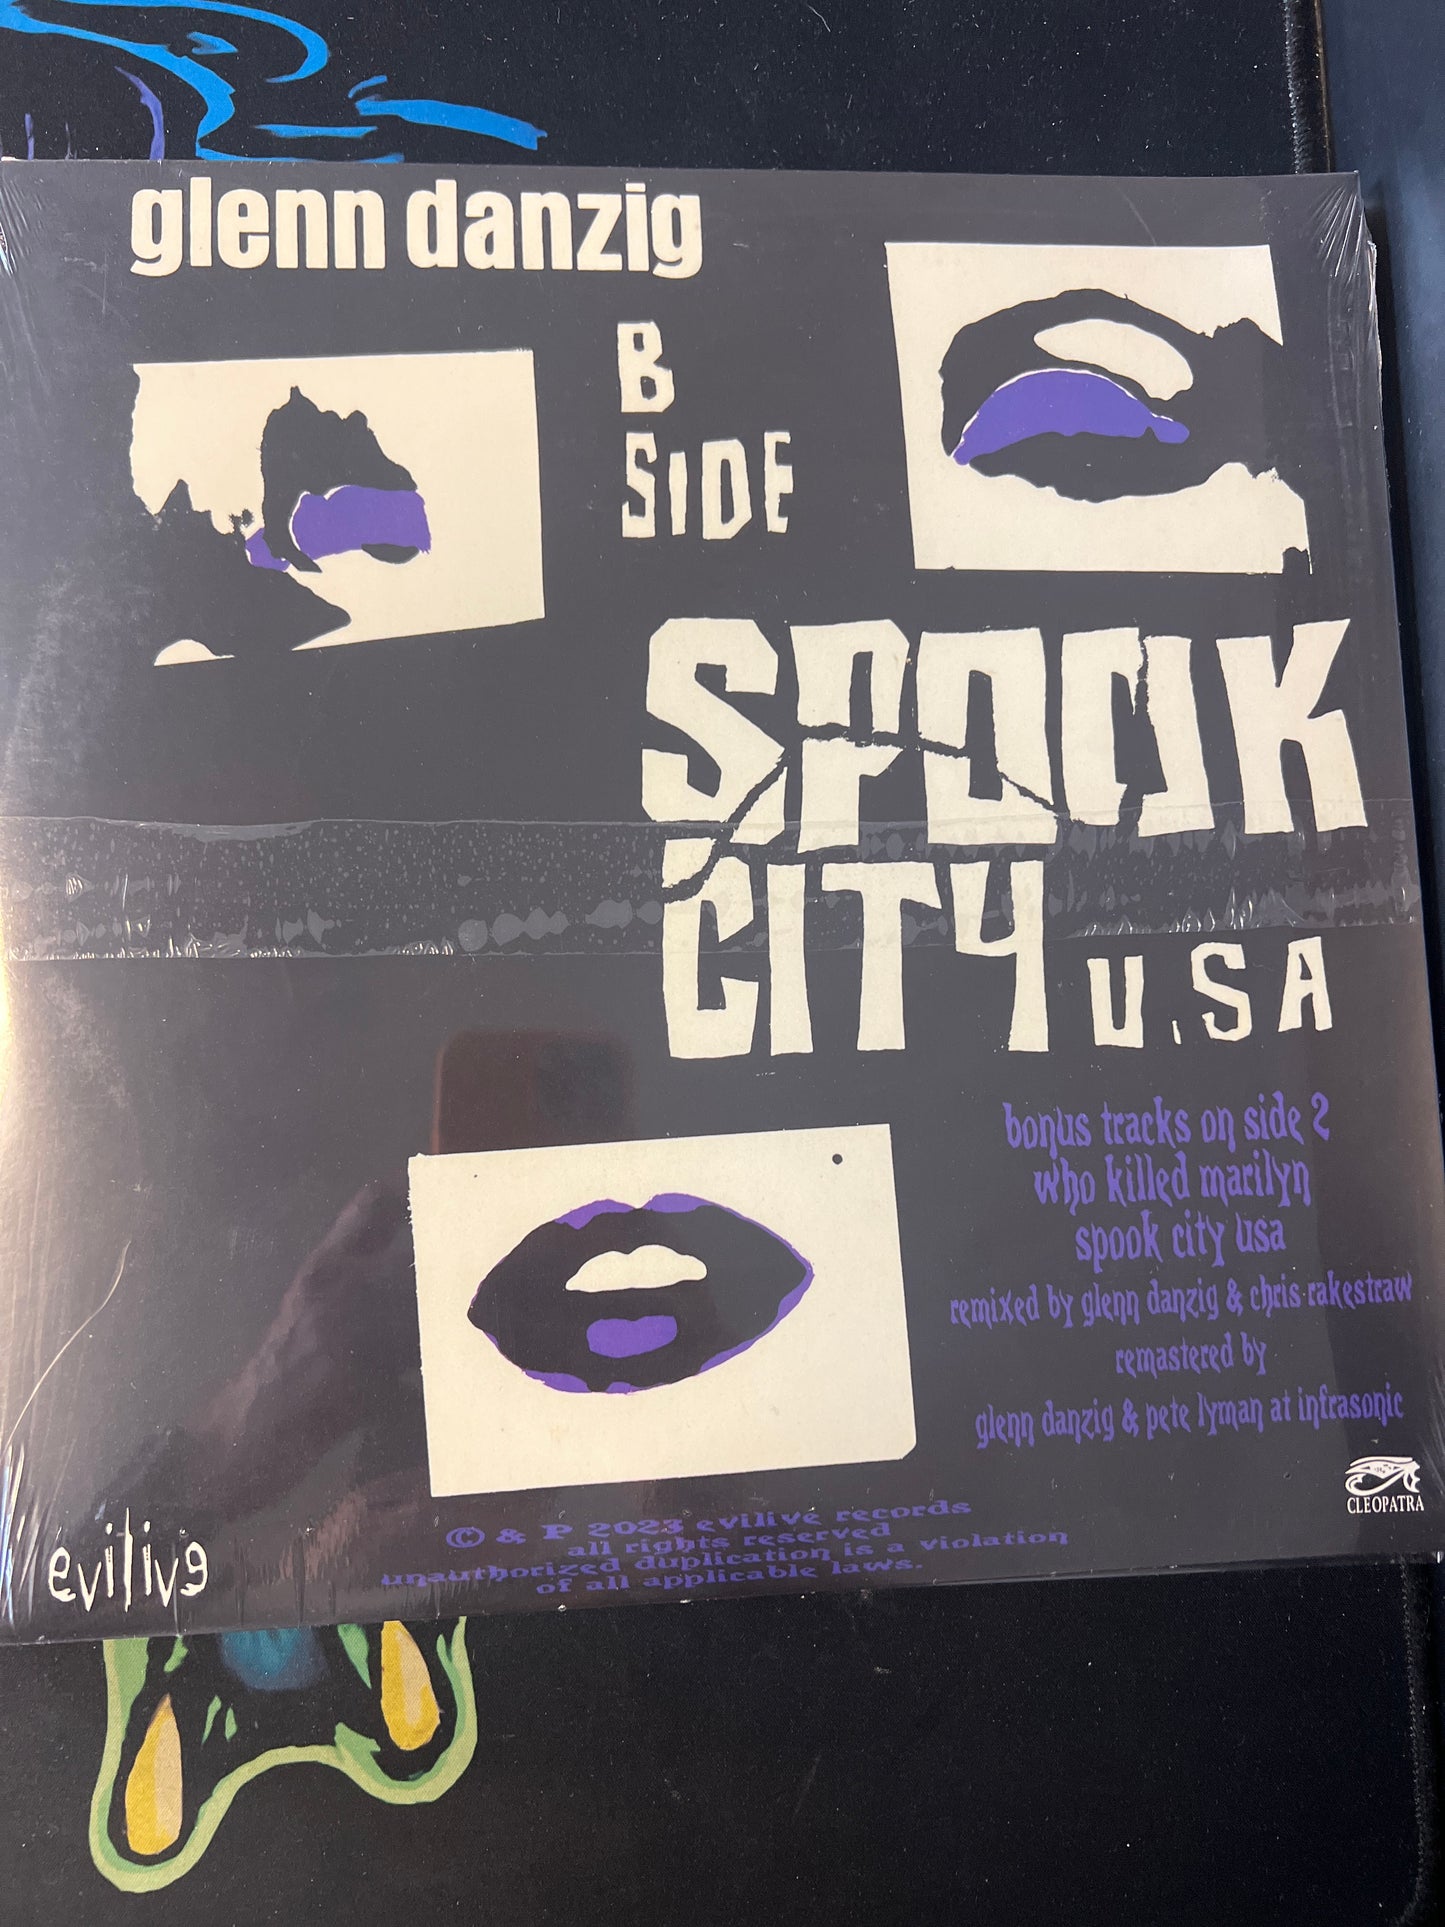 glenn danzig
B
SIDE
SPOOK
CITY U.SA
bonus tracks on side 2
who killed marilyn
spook city usa
remixed by glenn danzig & chris rakestraw
remastered by
glenn danzig & pete lyman at infrasonic
CLEOPATRA
evilive
© & P 2023 evilive records
all rights reserved
unauthorized duplication is a violation
of all applicable laws.